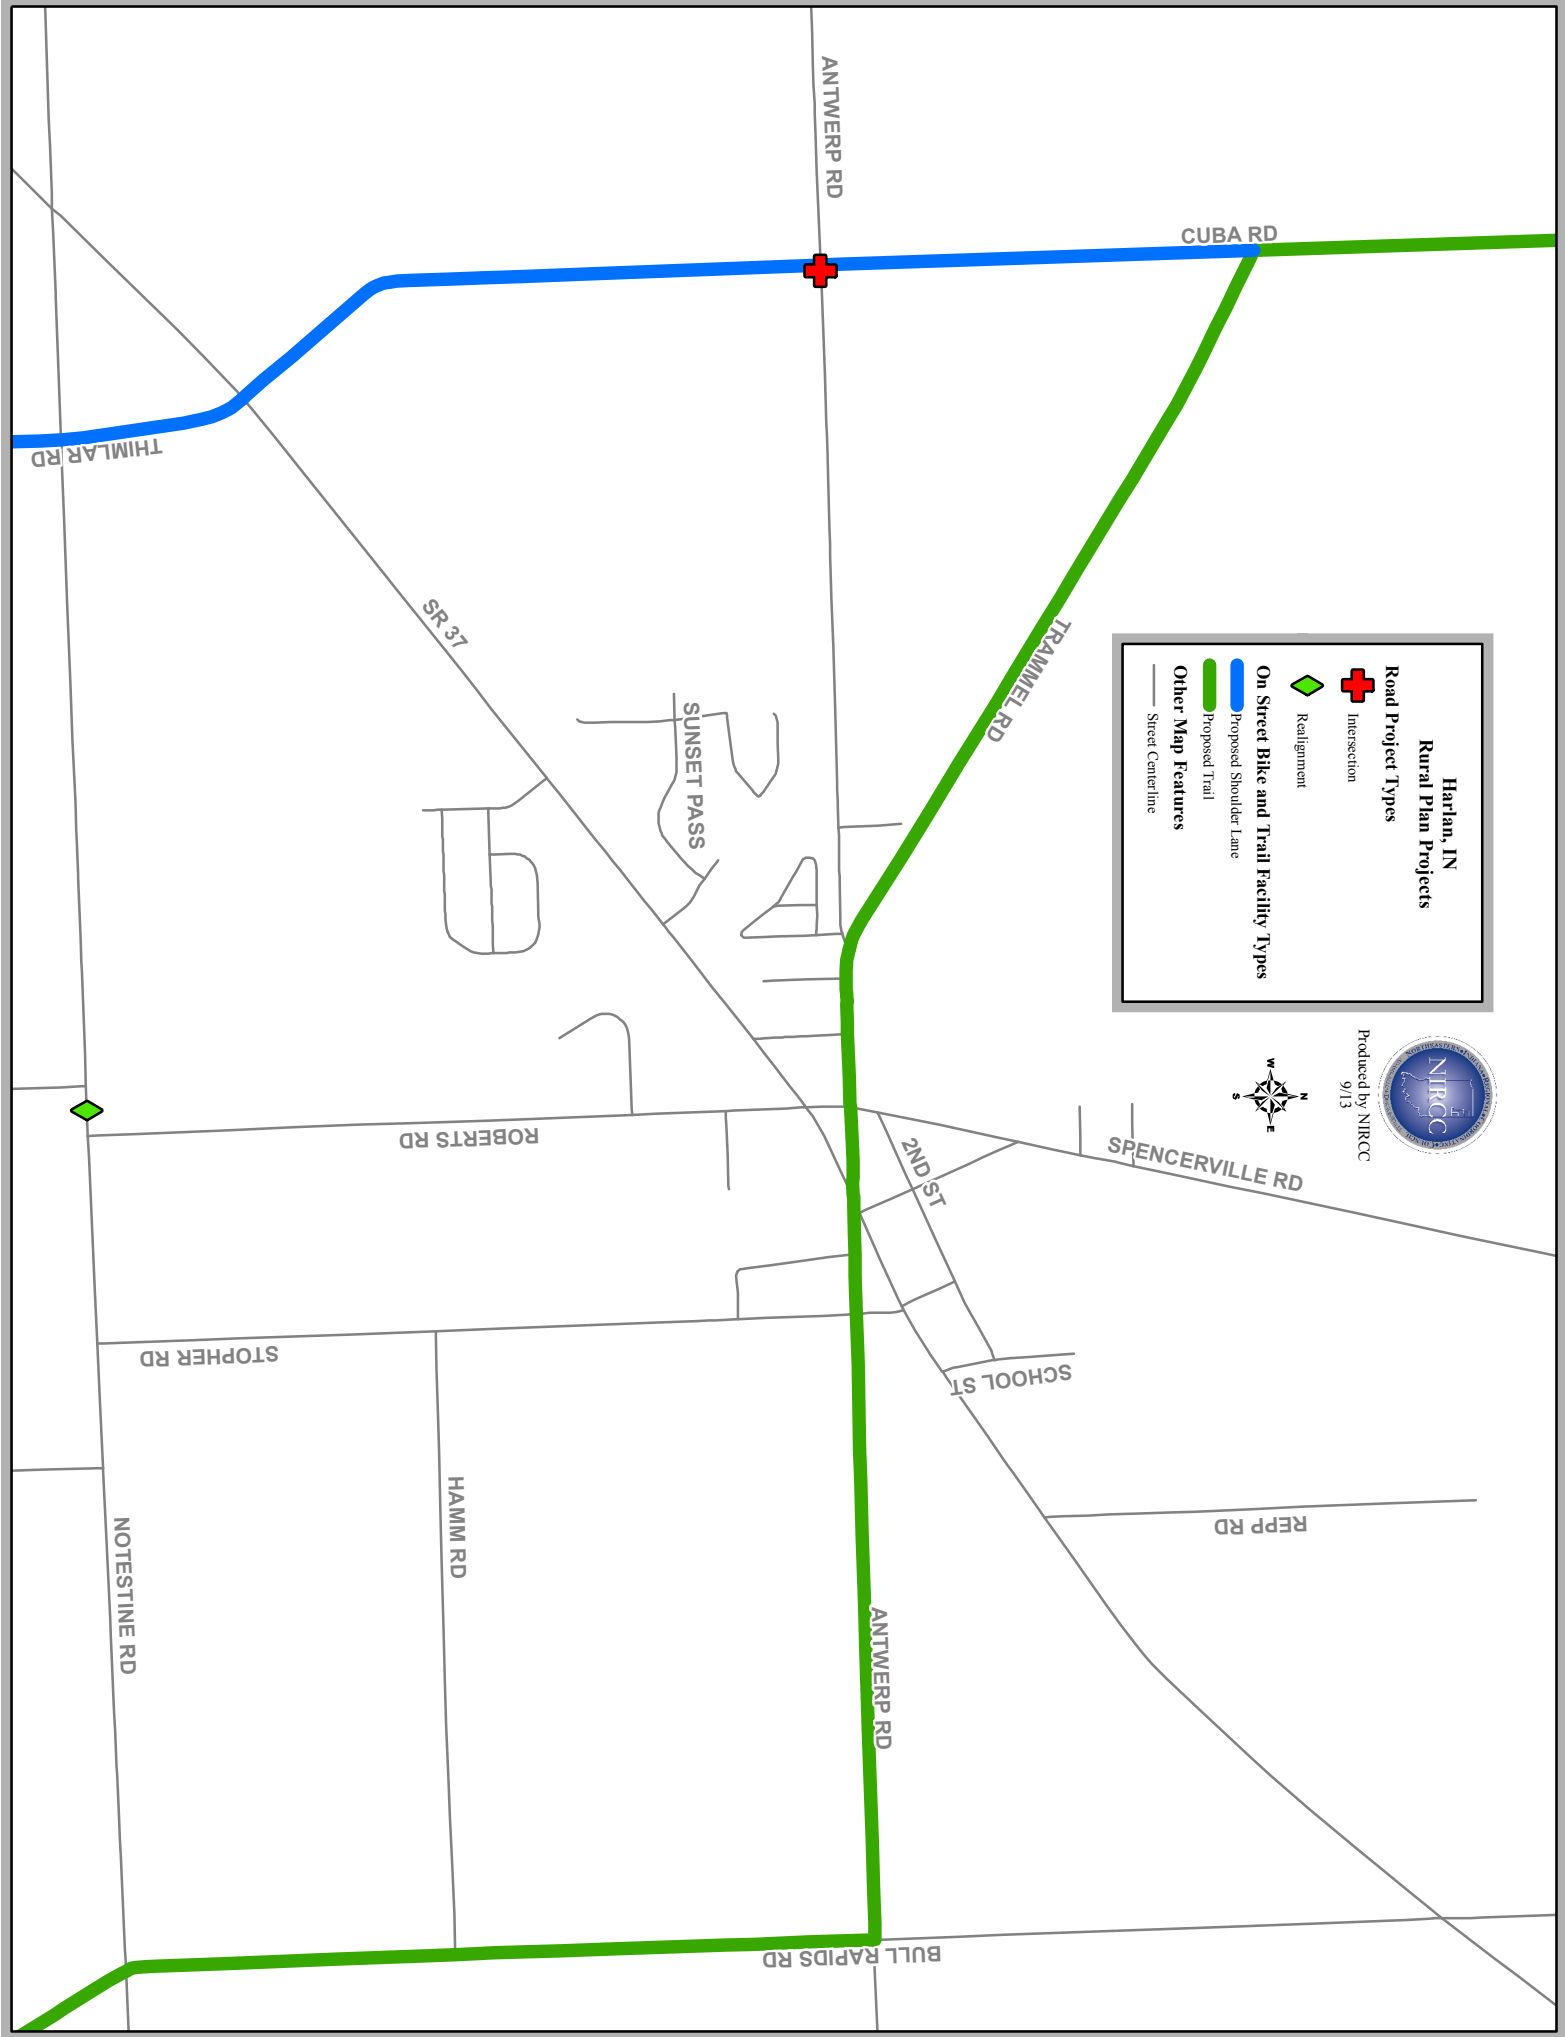 Harlan, IN
Rural Plan Projects
Road Project Types
Intersection
Realignment
On Street Bike and Trail Facility Types
Proposed Shoulder Lane
Proposed Trail
Other Map Features
Street Centerline
NIRCC
Produced by NIRCC
9/13
N
W
E
S
CUBA RD
ANTWERP RD
THIMLAR RD
SR 37
TRAMMEL RD
SUNSET PASS
SPENCERVILLE RD
2ND ST
ROBERTS RD
SCHOOL ST
STOPHER RD
REPP RD
HAMM RD
NOTESTINE RD
ANTWERP RD
BULL RAPIDS RD